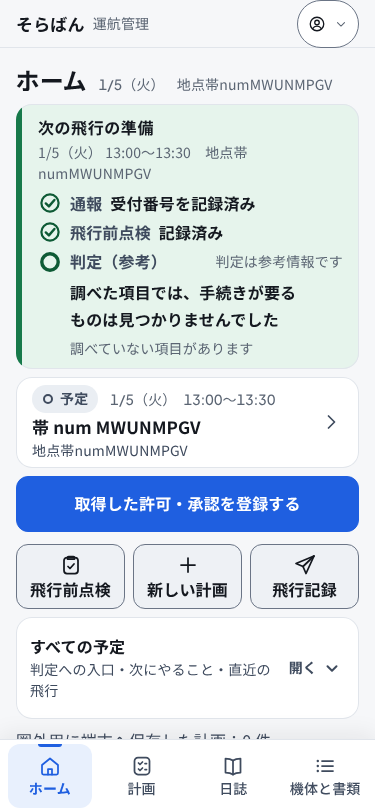 そらばん 運航管理
ホーム 1/5（火） 地点帯numMWUNMPGV
次の飛行の準備
1/5（火） 13:00〜13:30 地点帯
numMWUNMPGV
通報 受付番号を記録済み
飛行前点検 記録済み
判定（参考） 判定は参考情報です
調べた項目では、手続きが要る
ものは見つかりませんでした
調べていない項目があります
予定 1/5（火） 13:00〜13:30
帯 num MWUNMPGV
地点帯numMWUNMPGV
取得した許可・承認を登録する
飛行前点検 新しい計画 飛行記録
すべての予定
判定への入口・次にやること・直近の
飛行
開く
ホーム 計画 日誌 機体と書類